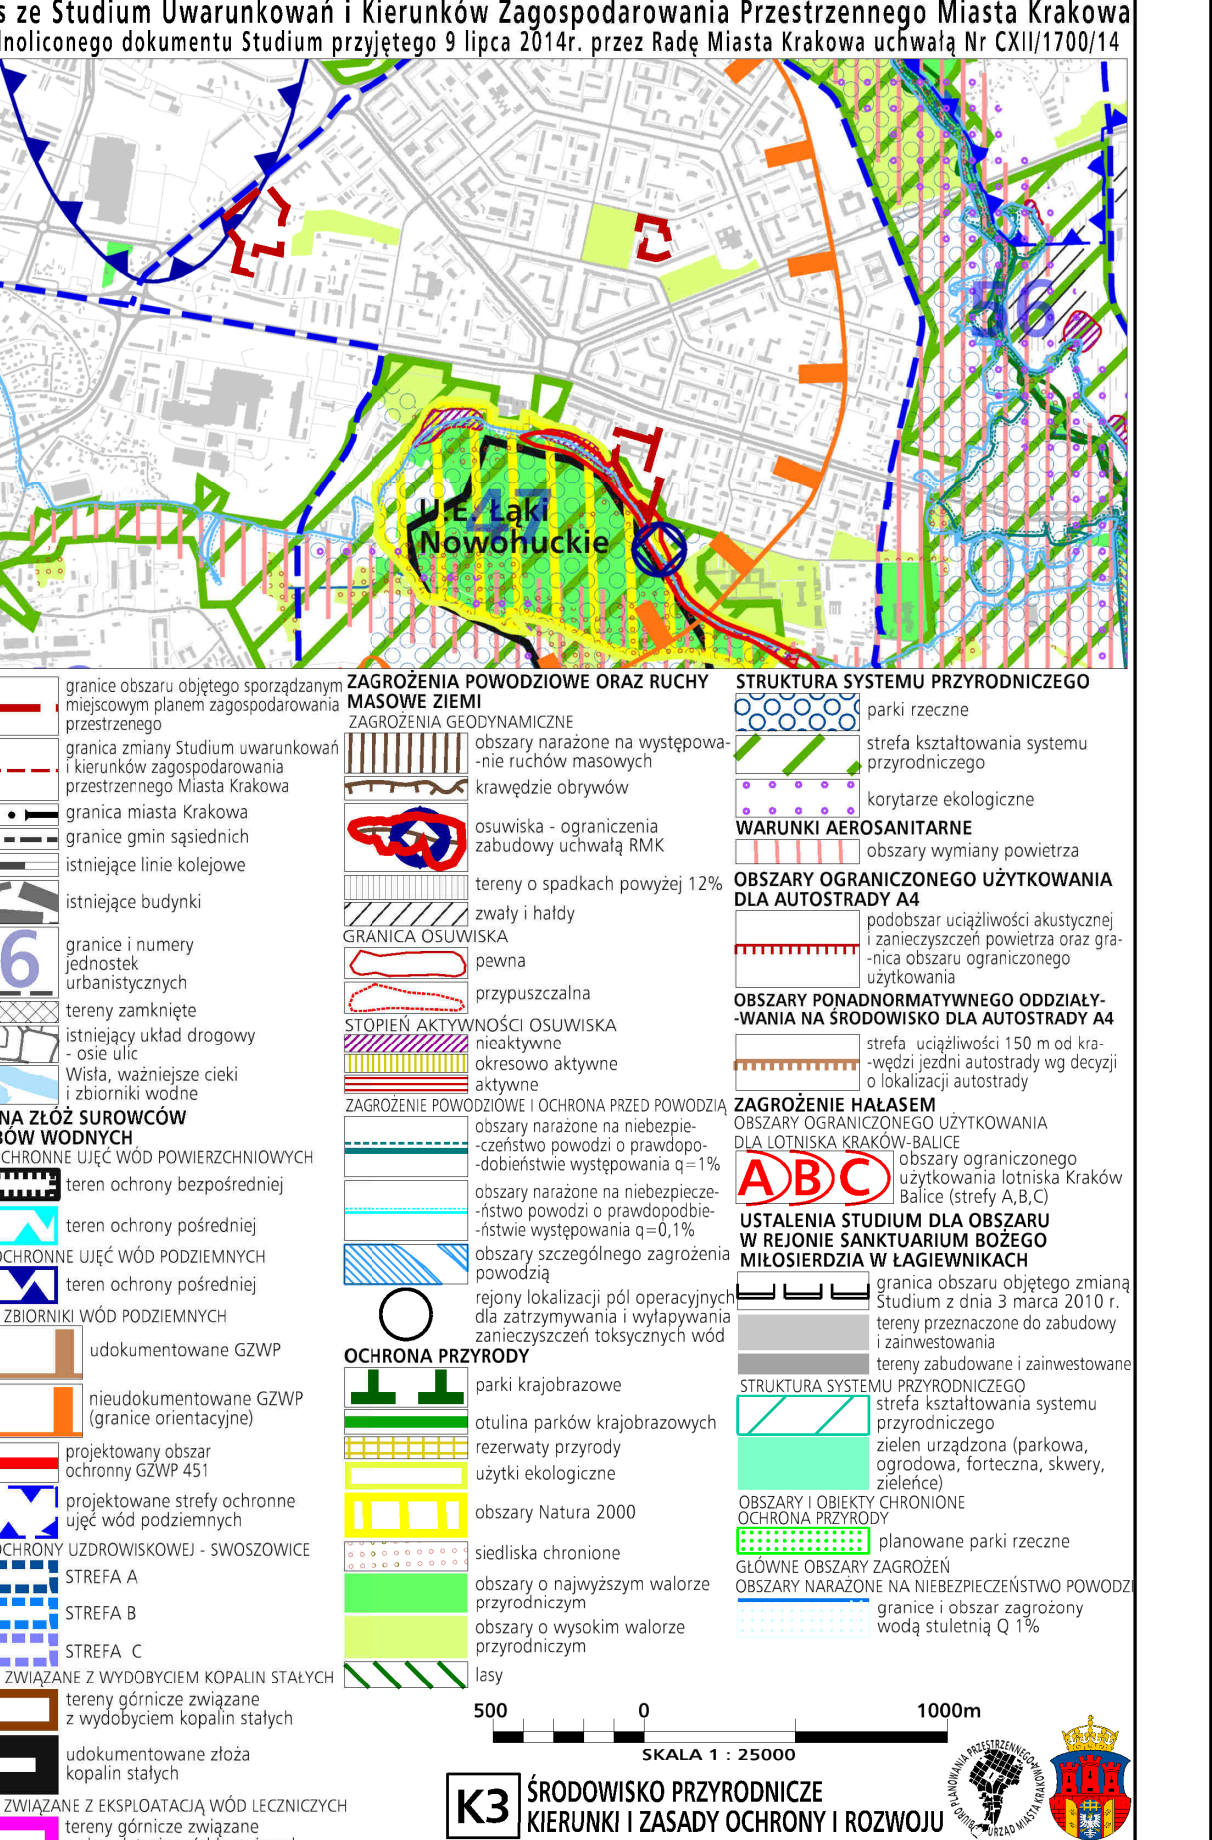 s ze Studium Uwarunkowań i Kierunków Zagospodarowania Przestrzennego Miasta Krakowa
dnoliconego dokumentu Studium przyjętego 9 lipca 2014r. przez Radę Miasta Krakowa uchwałą Nr CXII/1700/14
56
47
U.E. Łąki
Nowohuckie
granice obszaru objętego sporządzanym
miejscowym planem zagospodarowania
przestrzenego
granica zmiany Studium uwarunkowań
i kierunków zagospodarowania
przestrzennego Miasta Krakowa
granica miasta Krakowa
granice gmin sąsiednich
istniejące linie kolejowe
istniejące budynki
6
granice i numery
jednostek
urbanistycznych
tereny zamknięte
istniejący układ drogowy
- osie ulic
Wisła, ważniejsze cieki
i zbiorniki wodne
NA ZŁÓŻ SUROWCÓW
BÓW WODNYCH
CHRONNE UJĘĆ WÓD POWIERZCHNIOWYCH
teren ochrony bezpośredniej
teren ochrony pośredniej
OCHRONNE UJĘĆ WÓD PODZIEMNYCH
teren ochrony pośredniej
ZBIORNIKI WÓD PODZIEMNYCH
udokumentowane GZWP
nieudokumentowane GZWP
(granice orientacyjne)
projektowany obszar
ochronny GZWP 451
projektowane strefy ochronne
ujęć wód podziemnych
OCHRONY UZDROWISKOWEJ - SWOSZOWICE
STREFA A
STREFA B
STREFA C
ZWIĄZANE Z WYDOBYCIEM KOPALIN STAŁYCH
tereny górnicze związane
z wydobyciem kopalin stałych
udokumentowane złoża
kopalin stałych
ZWIĄZANE Z EKSPLOATACJĄ WÓD LECZNICZYCH
tereny górnicze związane
ZAGROŻENIA POWODZIOWE ORAZ RUCHY
MASOWE ZIEMI
ZAGROŻENIA GEODYNAMICZNE
obszary narażone na występowa-
-nie ruchów masowych
krawędzie obrywów
osuwiska - ograniczenia
zabudowy uchwałą RMK
tereny o spadkach powyżej 12%
zwały i hałdy
GRANICA OSUWISKA
pewna
przypuszczalna
STOPIEŃ AKTYWNOŚCI OSUWISKA
nieaktywne
okresowo aktywne
aktywne
ZAGROŻENIE POWODZIOWE I OCHRONA PRZED POWODZIĄ
obszary narażone na niebezpie-
-czeństwo powodzi o prawdopo-
-dobieństwie występowania q=1%
obszary narażone na niebezpiecze-
-ństwo powodzi o prawdopodbie-
-ństwie występowania q=0,1%
obszary szczególnego zagrożenia
powodzią
rejony lokalizacji pól operacyjnych
dla zatrzymywania i wyłapywania
zanieczyszczeń toksycznych wód
OCHRONA PRZYRODY
parki krajobrazowe
otulina parków krajobrazowych
rezerwaty przyrody
użytki ekologiczne
obszary Natura 2000
siedliska chronione
obszary o najwyższym walorze
przyrodniczym
obszary o wysokim walorze
przyrodniczym
lasy
STRUKTURA SYSTEMU PRZYRODNICZEGO
parki rzeczne
strefa kształtowania systemu
przyrodniczego
korytarze ekologiczne
WARUNKI AEROSANITARNE
obszary wymiany powietrza
OBSZARY OGRANICZONEGO UŻYTKOWANIA
DLA AUTOSTRADY A4
podobszar uciążliwości akustycznej
i zanieczyszczeń powietrza oraz gra-
-nica obszaru ograniczonego
użytkowania
OBSZARY PONADNORMATYWNEGO ODDZIAŁY-
-WANIA NA ŚRODOWISKO DLA AUTOSTRADY A4
strefa uciążliwości 150 m od kra-
-wędzi jezdni autostrady wg decyzji
o lokalizacji autostrady
ZAGROŻENIE HAŁASEM
OBSZARY OGRANICZONEGO UŻYTKOWANIA
DLA LOTNISKA KRAKÓW-BALICE
A B C
obszary ograniczonego
użytkowania lotniska Kraków
Balice (strefy A,B,C)
USTALENIA STUDIUM DLA OBSZARU
W REJONIE SANKTUARIUM BOŻEGO
MIŁOSIERDZIA W ŁAGIEWNIKACH
granica obszaru objętego zmianą
Studium z dnia 3 marca 2010 r.
tereny przeznaczone do zabudowy
i zainwestowania
tereny zabudowane i zainwestowane
STRUKTURA SYSTEMU PRZYRODNICZEGO
strefa kształtowania systemu
przyrodniczego
zielen urządzona (parkowa,
ogrodowa, forteczna, skwery,
zieleńce)
OBSZARY I OBIEKTY CHRONIONE
OCHRONA PRZYRODY
planowane parki rzeczne
GŁÓWNE OBSZARY ZAGROŻEŃ
OBSZARY NARAŻONE NA NIEBEZPIECZEŃSTWO POWODZI
granice i obszar zagrożony
wodą stuletnią Q 1%
500 0 1000m
SKALA 1 : 25000
K3
ŚRODOWISKO PRZYRODNICZE
KIERUNKI I ZASADY OCHRONY I ROZWOJU
BIURO PLANOWANIA PRZESTRZENNEGO
URZĄD MIASTA KRAKOWA